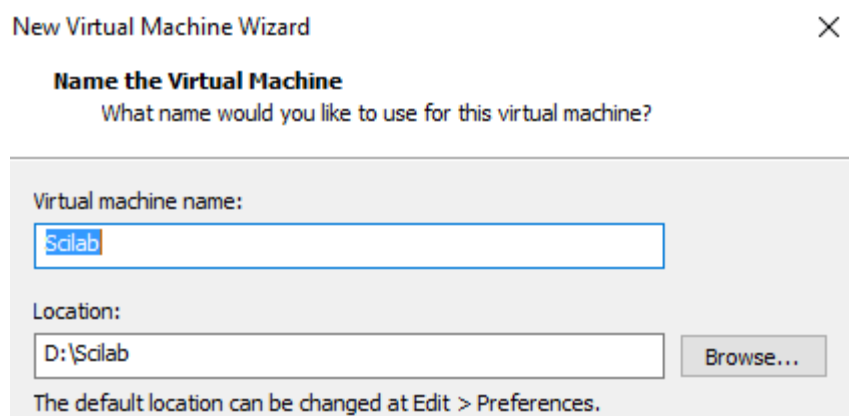 New Virtual Machine Wizard
Name the Virtual Machine
What name would you like to use for this virtual machine?
Virtual machine name:
Scilab
Location:
D:\Scilab
Browse...
The default location can be changed at Edit > Preferences.